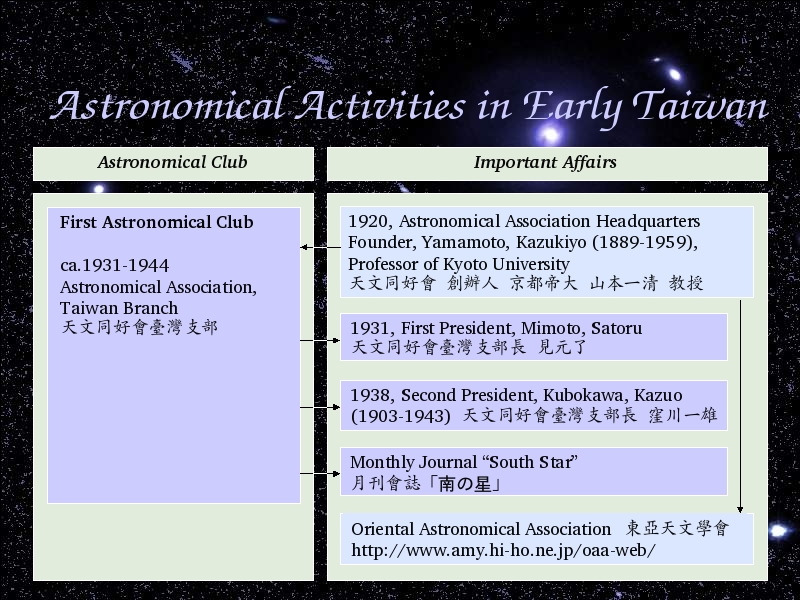 Astronomical Activities in Early Taiwan
Astronomical Club
Important Affairs
First Astronomical Club
ca.1931-1944
Astronomical Association,
Taiwan Branch
天文同好會臺灣支部
1920, Astronomical Association Headquarters
Founder, Yamamoto, Kazukiyo (1889-1959),
Professor of Kyoto University
天文同好會 創辦人 京都帝大 山本一清 教授
1931, First President, Mimoto, Satoru
天文同好會臺灣支部長 見元了
1938, Second President, Kubokawa, Kazuo
(1903-1943) 天文同好會臺灣支部長 窪川一雄
Monthly Journal “South Star”
月刊會誌「南の星」
Oriental Astronomical Association 東亞天文學會
http://www.amy.hi-ho.ne.jp/oaa-web/